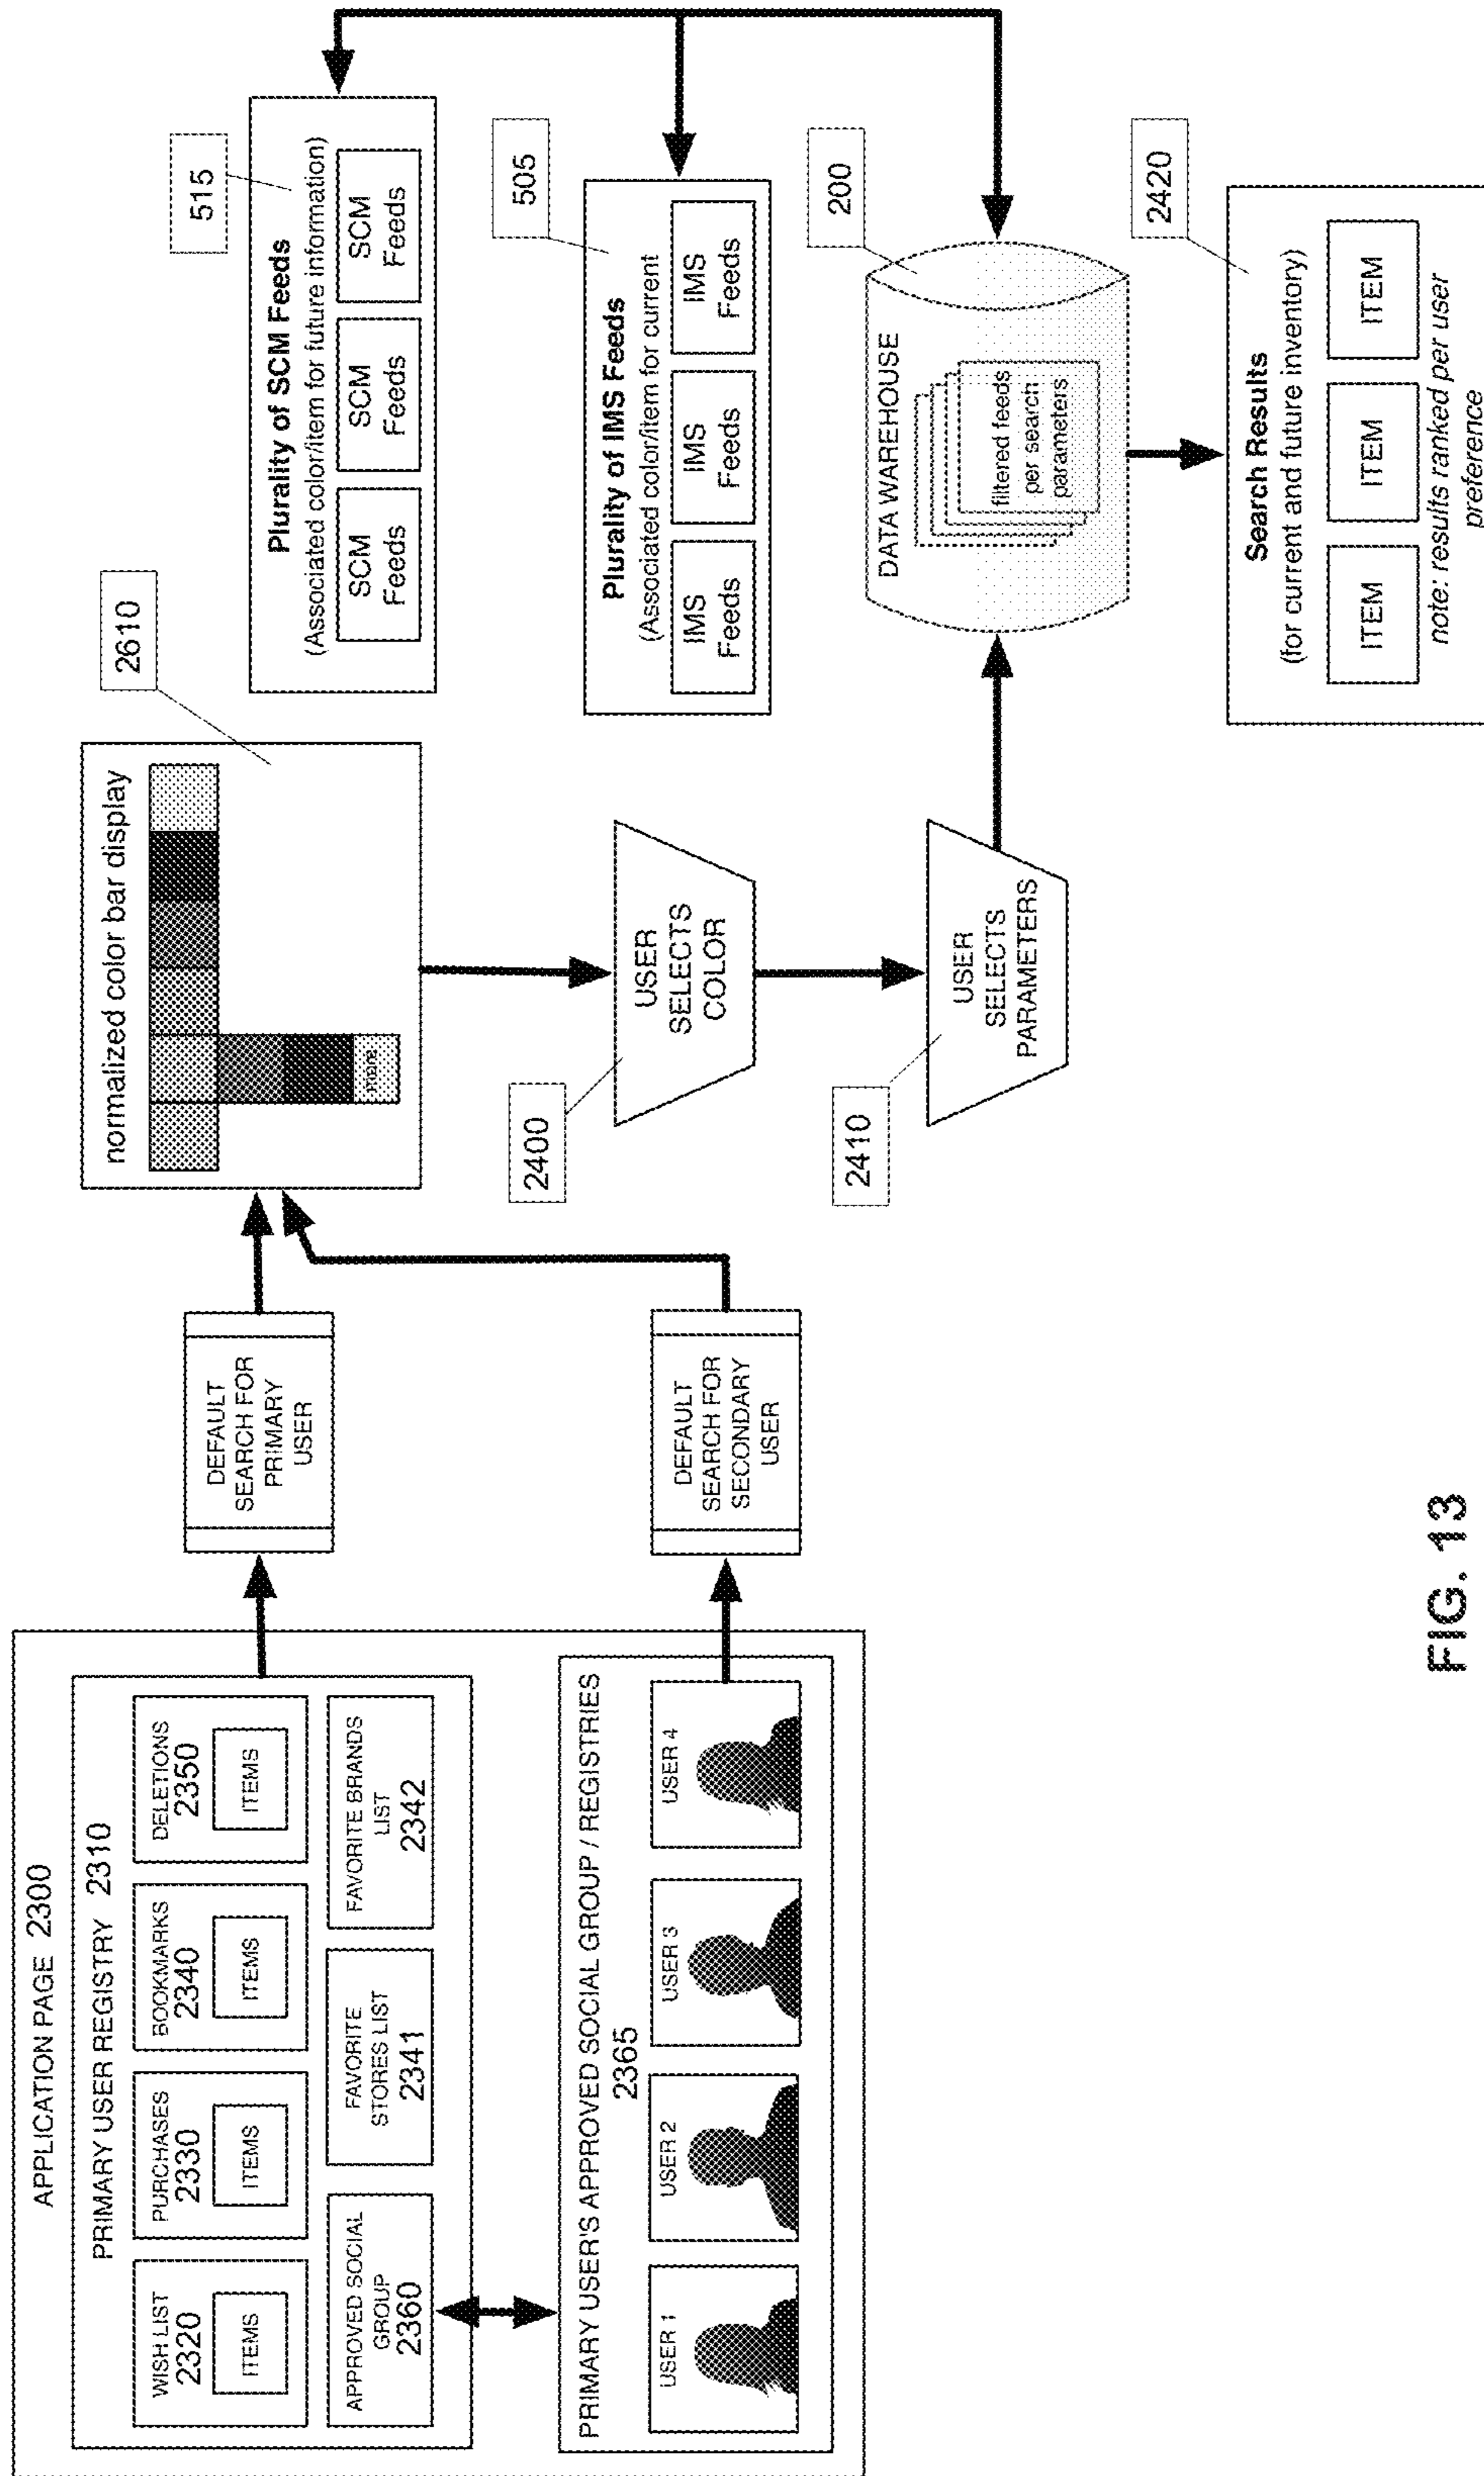 APPLICATION PAGE 2300
PRIMARY USER REGISTRY 2310
WISH LIST
2320
ITEMS
PURCHASES
2330
ITEMS
BOOKMARKS
2340
ITEMS
DELETIONS
2350
ITEMS
APPROVED SOCIAL
GROUP
2360
FAVORITE
STORES LIST
2341
FAVORITE BRANDS
LIST
2342
PRIMARY USER'S APPROVED SOCIAL GROUP / REGISTRIES
2365
USER 1
USER 2
USER 3
USER 4
DEFAULT
SEARCH FOR
PRIMARY
USER
DEFAULT
SEARCH FOR
SECONDARY
USER
normalized color bar display
more
2610
2400
USER
SELECTS
COLOR
2410
USER
SELECTS
PARAMETERS
515
Plurality of SCM Feeds
(Associated color/item for future information)
SCM
Feeds
SCM
Feeds
SCM
Feeds
505
Plurality of IMS Feeds
(Associated color/item for current
IMS
Feeds
IMS
Feeds
IMS
Feeds
200
DATA WAREHOUSE
filtered feeds
per search
parameters
2420
Search Results
(for current and future inventory)
ITEM
ITEM
ITEM
note: results ranked per user
preference
FIG. 13